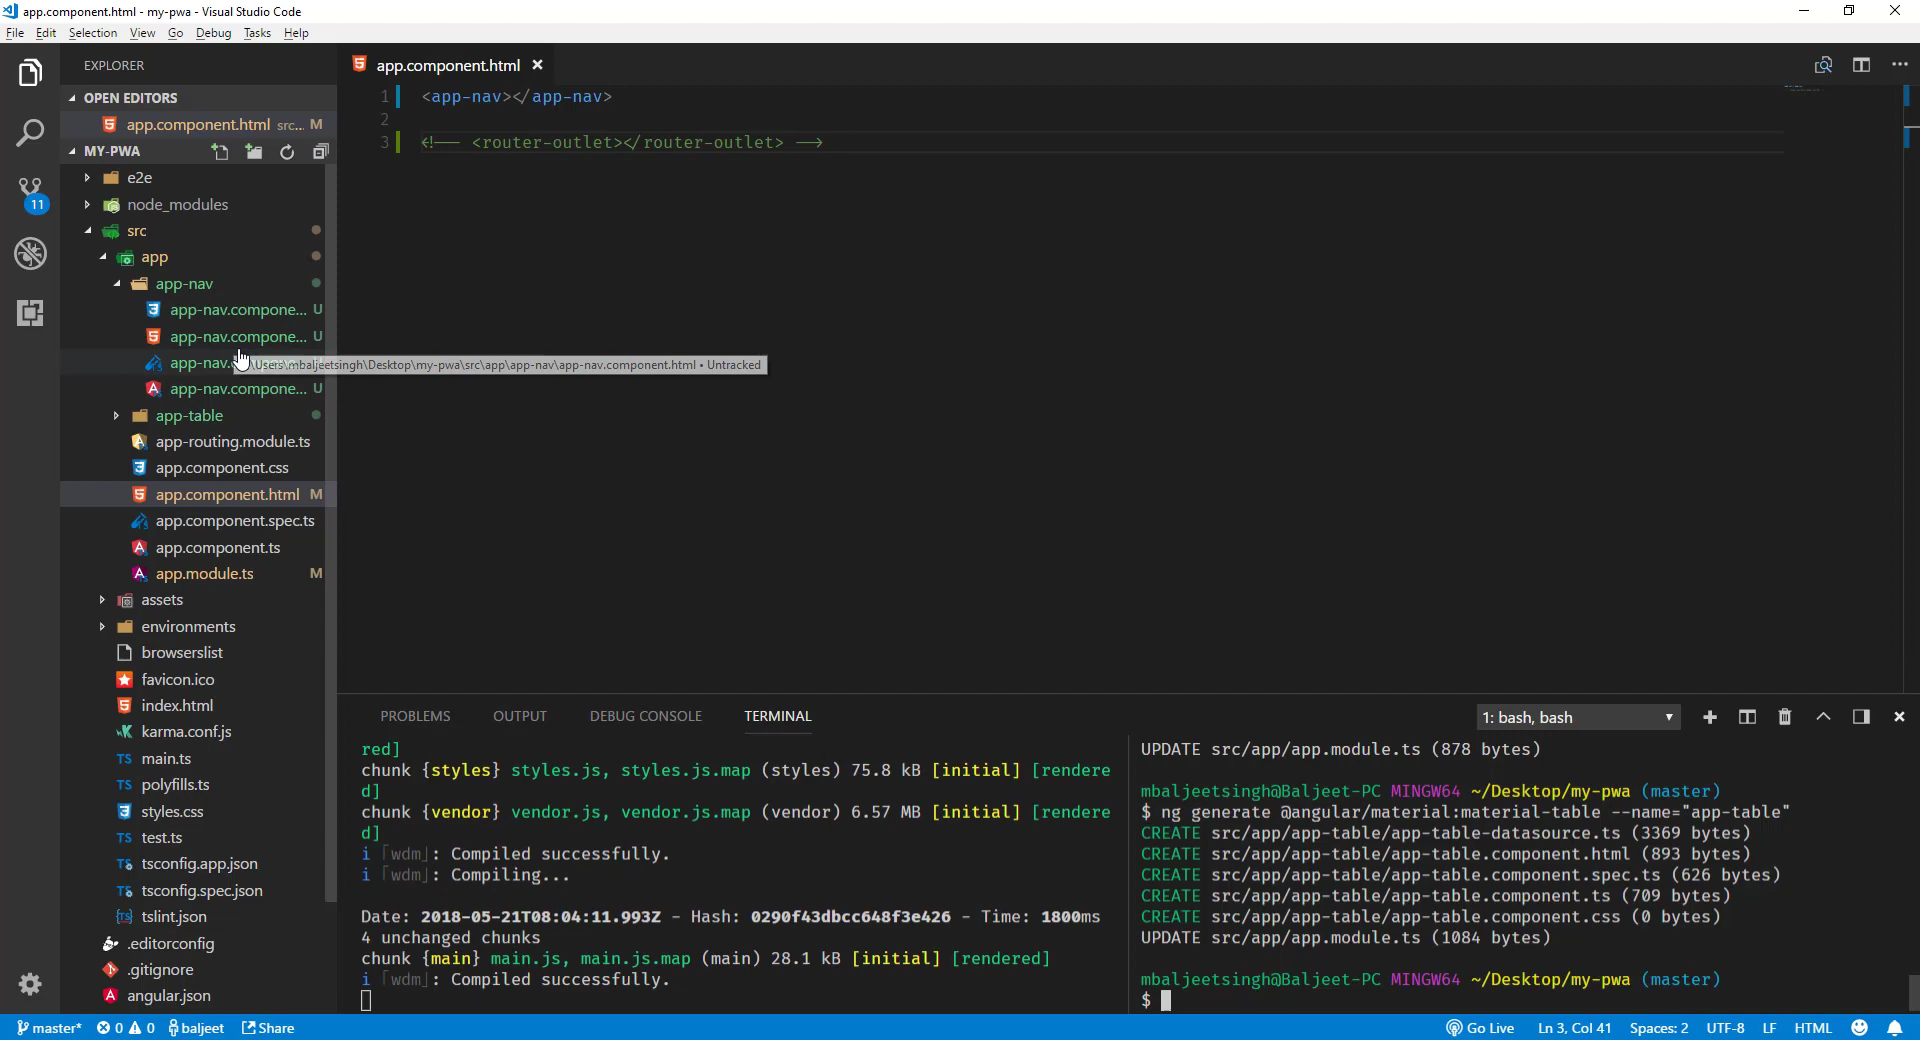 app.component.html - my-pwa - Visual Studio Code
File Edit Selection View Go Debug Tasks Help
EXPLORER
OPEN EDITORS
app.component.html src... M
MY-PWA
e2e
node_modules
src
app
app-nav
app-nav.compone... U
app-nav.compone... U
app-nav.
app-nav.compone... U
app-table
app-routing.module.ts
app.component.css
app.component.html M
app.component.spec.ts
app.component.ts
app.module.ts M
assets
environments
browserslist
favicon.ico
index.html
karma.conf.js
TS main.ts
TS polyfills.ts
styles.css
TS test.ts
TS tsconfig.app.json
TS tsconfig.spec.json
{TS} tslint.json
.editorconfig
.gitignore
angular.json
11
app.component.html
1 <app-nav></app-nav>
2
3 <!-- <router-outlet></router-outlet> -->
\Users\mbaljeetsingh\Desktop\my-pwa\src\app\app-nav\app-nav.component.html • Untracked
PROBLEMS OUTPUT DEBUG CONSOLE TERMINAL
1: bash, bash
red]
chunk {styles} styles.js, styles.js.map (styles) 75.8 kB [initial] [rendere
d]
chunk {vendor} vendor.js, vendor.js.map (vendor) 6.57 MB [initial] [rendere
d]
i ｢wdm｣: Compiled successfully.
i ｢wdm｣: Compiling...
Date: 2018-05-21T08:04:11.993Z - Hash: 0290f43dbcc648f3e426 - Time: 1800ms
4 unchanged chunks
chunk {main} main.js, main.js.map (main) 28.1 kB [initial] [rendered]
i ｢wdm｣: Compiled successfully.
UPDATE src/app/app.module.ts (878 bytes)
mbaljeetsingh@Baljeet-PC MINGW64 ~/Desktop/my-pwa (master)
$ ng generate @angular/material:material-table --name="app-table"
CREATE src/app/app-table/app-table-datasource.ts (3369 bytes)
CREATE src/app/app-table/app-table.component.html (893 bytes)
CREATE src/app/app-table/app-table.component.spec.ts (626 bytes)
CREATE src/app/app-table/app-table.component.ts (709 bytes)
CREATE src/app/app-table/app-table.component.css (0 bytes)
UPDATE src/app/app.module.ts (1084 bytes)
mbaljeetsingh@Baljeet-PC MINGW64 ~/Desktop/my-pwa (master)
$
master* 0 0 baljeet Share
Go Live Ln 3, Col 41 Spaces: 2 UTF-8 LF HTML